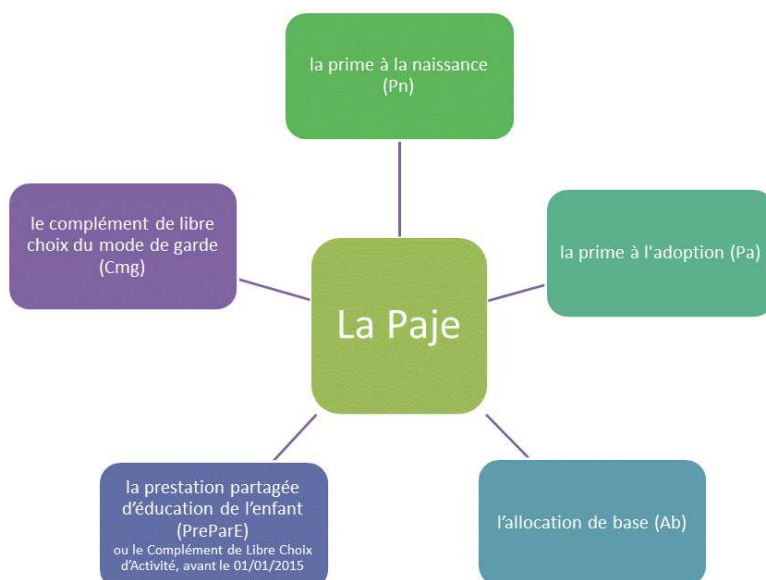 la prime à la naissance
(Pn)
le complément de libre
choix du mode de garde
(Cmg)
la prime à l'adoption (Pa)
La Paje
la prestation partagée
d’éducation de l’enfant
(PreParE)
ou le Complément de Libre Choix
d’Activité, avant le 01/01/2015
l’allocation de base (Ab)